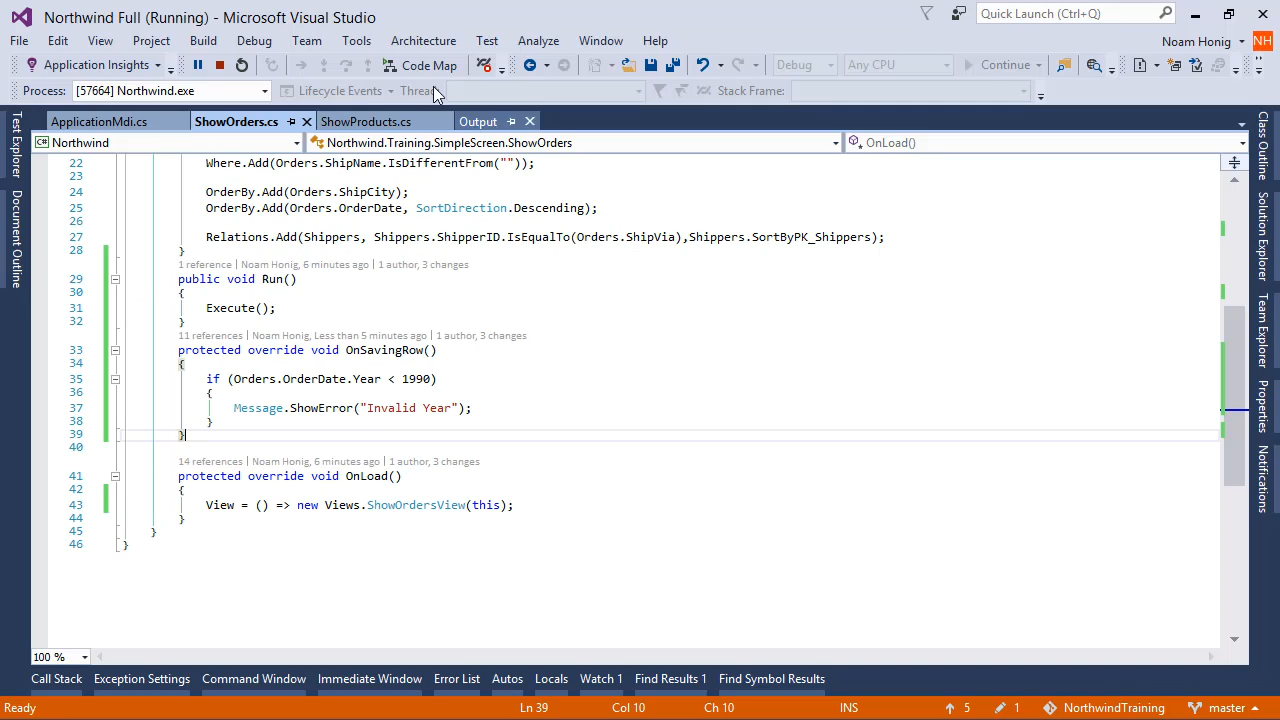 Northwind Full (Running) - Microsoft Visual Studio
Quick Launch (Ctrl+Q)
File Edit View Project Build Debug Team Tools Architecture Test Analyze Window Help
Noam Honig NH
Application Insights Code Map Debug Any CPU Continue
Process: [57664] Northwind.exe Lifecycle Events Stack Frame:
ApplicationMdi.cs ShowOrders.cs ShowProducts.cs Output
Northwind Northwind.Training.SimpleScreen.ShowOrders OnLoad()
22 Where.Add(Orders.ShipName.IsDifferentFrom(""));
23
24 OrderBy.Add(Orders.ShipCity);
25 OrderBy.Add(Orders.OrderDate, SortDirection.Descending);
26
27 Relations.Add(Shippers, Shippers.ShipperID.IsEqualTo(Orders.ShipVia),Shippers.SortByPK_Shippers);
28 }
1 reference | Noam Honig, 6 minutes ago | 1 author, 3 changes
29 public void Run()
30 {
31 Execute();
32 }
11 references | Noam Honig, Less than 5 minutes ago | 1 author, 3 changes
33 protected override void OnSavingRow()
34 {
35 if (Orders.OrderDate.Year < 1990)
36 {
37 Message.ShowError("Invalid Year");
38 }
39 }
40
14 references | Noam Honig, 6 minutes ago | 1 author, 3 changes
41 protected override void OnLoad()
42 {
43 View = () => new Views.ShowOrdersView(this);
44 }
45 }
46 }
100 %
Call Stack Exception Settings Command Window Immediate Window Error List Autos Locals Watch 1 Find Results 1 Find Symbol Results
Ready Ln 39 Col 10 Ch 10 INS 5 1 NorthwindTraining master
Test Explorer
Document Outline
Class Outline
Solution Explorer
Team Explorer
Properties
Notifications